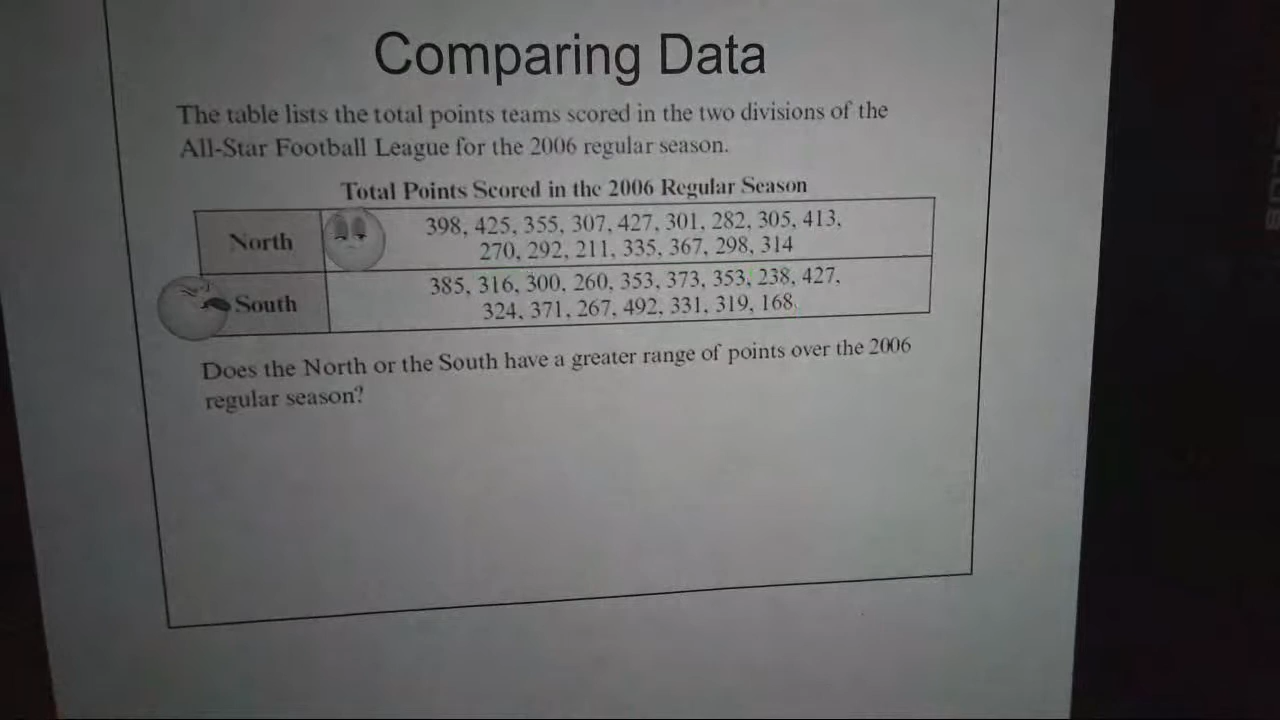 Comparing Data
The table lists the total points teams scored in the two divisions of the
All-Star Football League for the 2006 regular season.
Total Points Scored in the 2006 Regular Season
North
398, 425, 355, 307, 427, 301, 282, 305, 413,
270, 292, 211, 335, 367, 298, 314
South
385, 316, 300, 260, 353, 373, 353, 238, 427,
324, 371, 267, 492, 331, 319, 168
Does the North or the South have a greater range of points over the 2006
regular season?